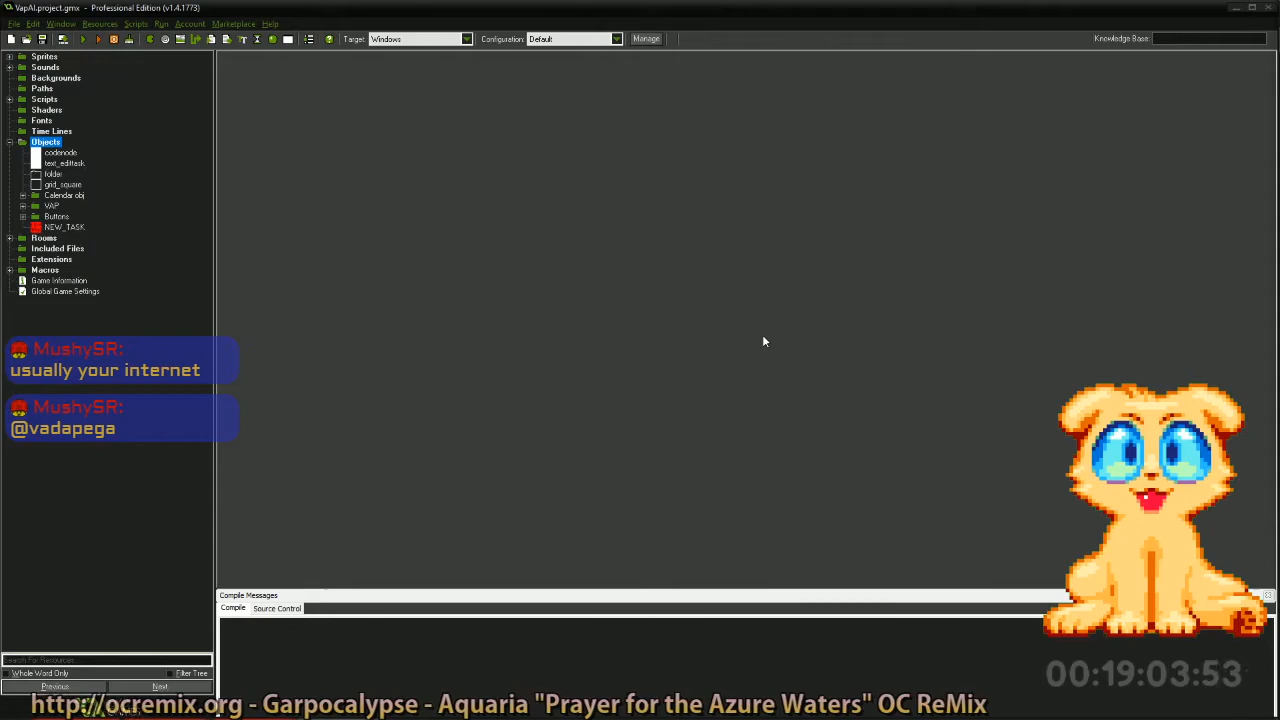 VapAI.project.gmx - Professional Edition (v1.4.1773)
File Edit Window Resources Scripts Run Account Marketplace Help
Target: Windows Configuration: Default Manage Knowledge Base:
Sprites
Sounds
Backgrounds
Paths
Scripts
Shaders
Fonts
Time Lines
Objects
codenode
text_edittask
folder
grid_square
Calendar obj
VAP
Buttons
NEW_TASK
Rooms
Included Files
Extensions
Macros
Game Information
Global Game Settings
MushySR:
usually your internet
MushySR:
@vadapega
Compile Messages
Compile Source Control
Search For Resources
Whole Word Only Filter Tree
Previous Next
00:19:03:53
http://ocremix.org - Garpocalypse - Aquaria "Prayer for the Azure Waters" OC ReMix